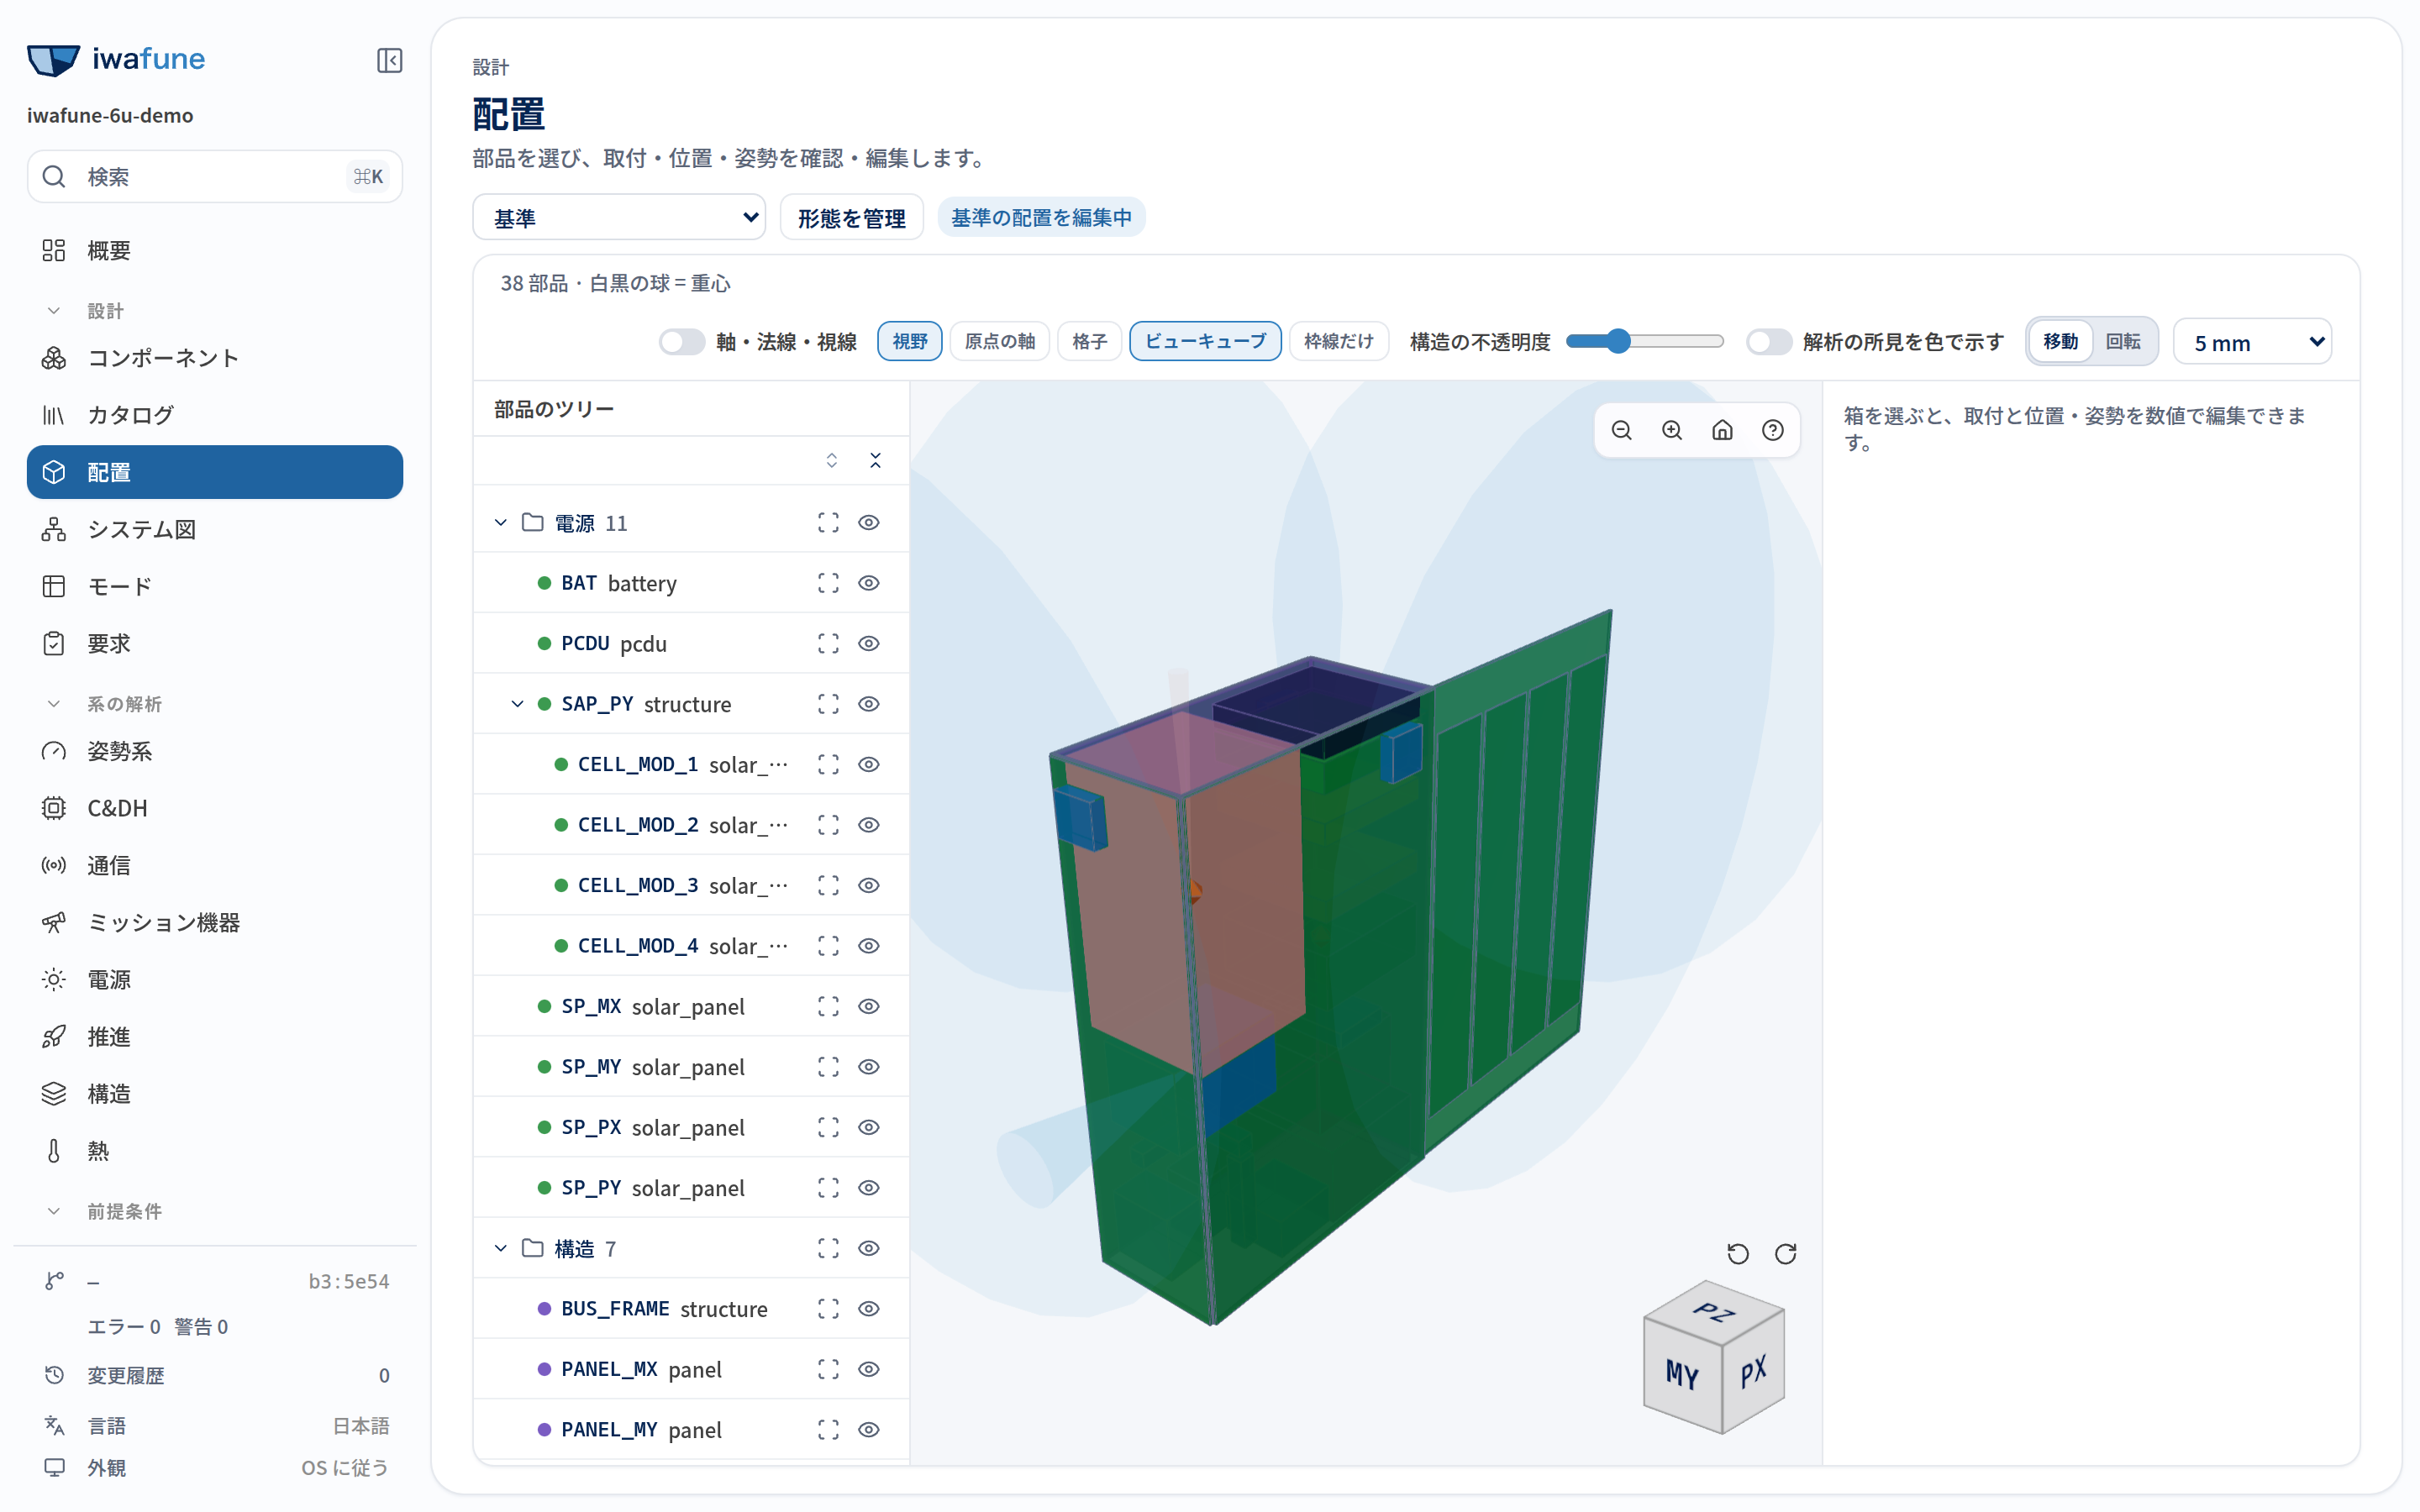 iwafune
iwafune-6u-demo
検索 ⌘K
概要
設計
コンポーネント
カタログ
配置
システム図
モード
要求
系の解析
姿勢系
C&DH
通信
ミッション機器
電源
推進
構造
熱
前提条件
– b3:5e54
エラー 0 警告 0
変更履歴 0
言語 日本語
外観 OS に従う
設計
配置
部品を選び、取付・位置・姿勢を確認・編集します。
基準 形態を管理 基準の配置を編集中
38 部品 · 白黒の球 = 重心
軸・法線・視線 視野 原点の軸 格子 ビューキューブ 枠線だけ 構造の不透明度 解析の所見を色で示す 移動 回転 5 mm
部品のツリー
電源 11
BAT battery
PCDU pcdu
SAP_PY structure
CELL_MOD_1 solar_…
CELL_MOD_2 solar_…
CELL_MOD_3 solar_…
CELL_MOD_4 solar_…
SP_MX solar_panel
SP_MY solar_panel
SP_PX solar_panel
SP_PY solar_panel
構造 7
BUS_FRAME structure
PANEL_MX panel
PANEL_MY panel
PZ
MY PX
箱を選ぶと、取付と位置・姿勢を数値で編集できま
す。